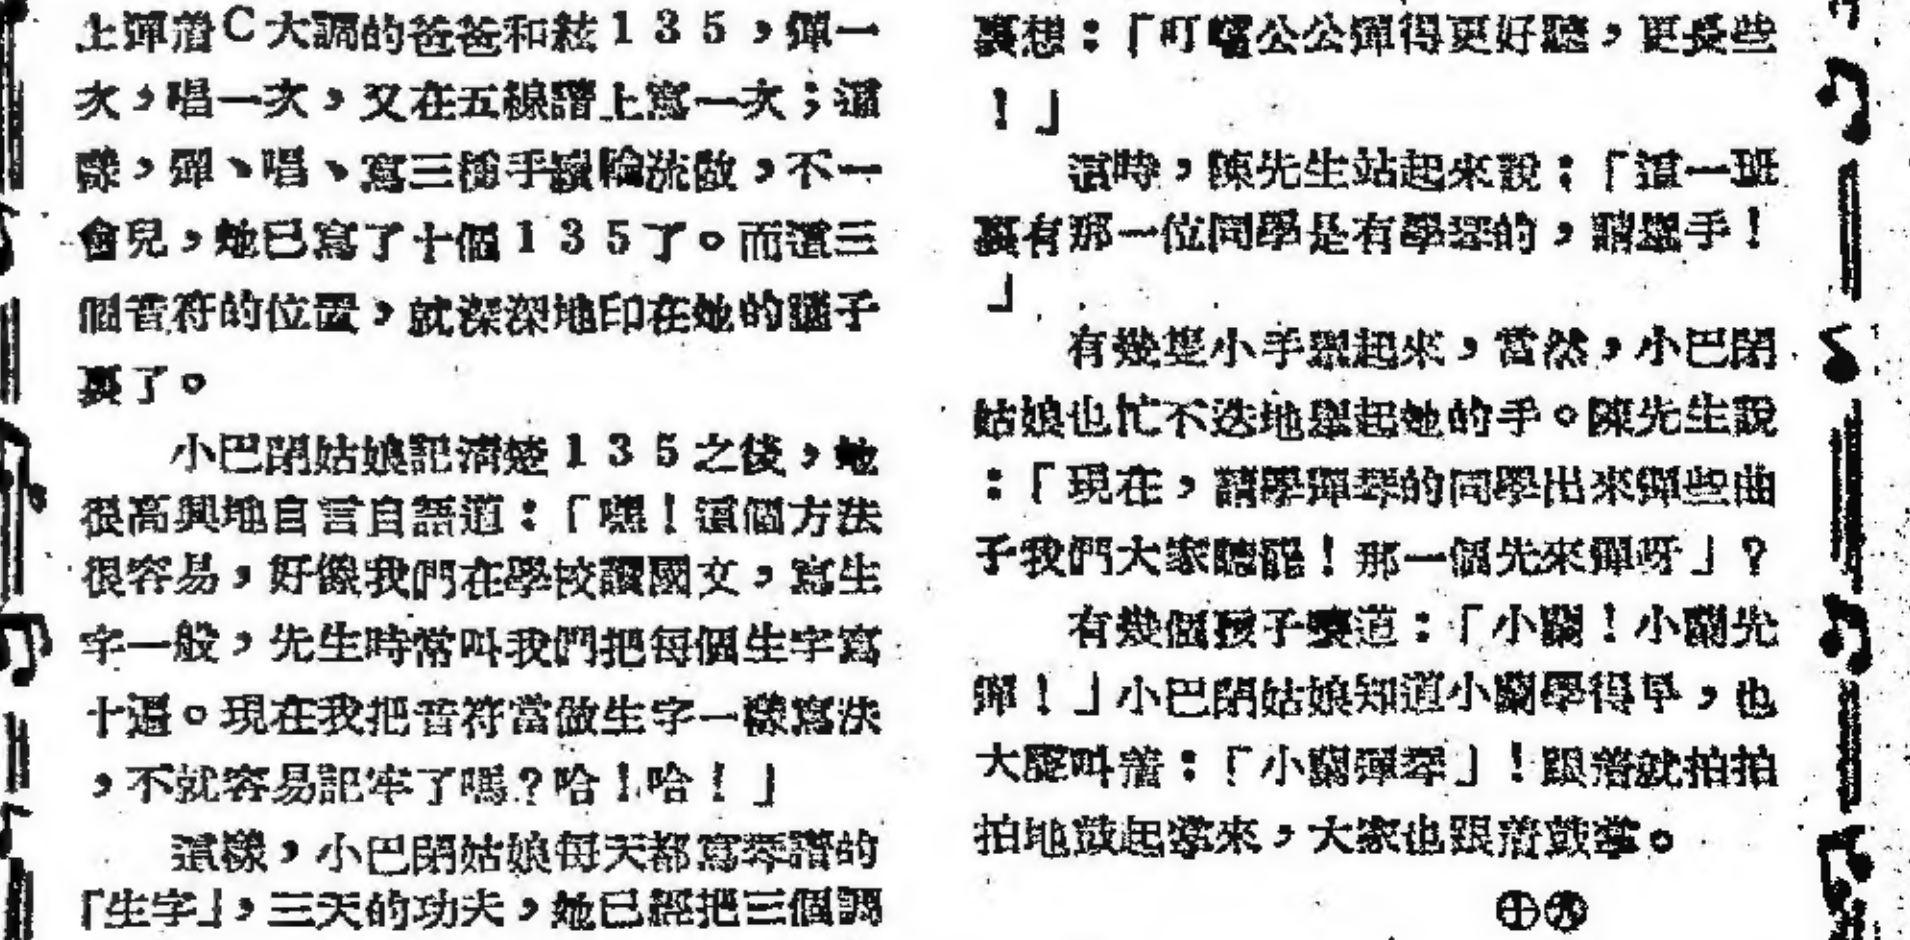 上彈着C大調的爸爸和絃135，彈一
次，唱一次，又在五線譜上寫一次；這
樣，彈、唱、寫三種手續輪流做，不一
會兒，她已寫了十個135了。而這三
個音符的位置，就深深地印在她的腦子
裏了。
小巴閉姑娘記清楚135之後，她
很高興地自言自語道：「嘿！這個方法
很容易，好像我們在學校讀國文，寫生
字一般，先生時常叫我們把每個生字寫
十遍。現在我把音符當做生字一樣寫法
，不就容易記牢了嗎？哈！哈！」
這樣，小巴閉姑娘每天都寫琴譜的
「生字」，三天的功夫，她已經把三個調
裏想：「叮噹公公彈得更好聽，更長些
！」
這時，陳先生站起來說：「這一班
裏有那一位同學是有學琴的，請舉手！
」
有幾隻小手舉起來，當然，小巴閉
姑娘也忙不迭地舉起她的手。陳先生說
：「現在，請學彈琴的同學出來彈些曲
子我們大家聽聽！那一個先來彈呀」？
有幾個孩子嚷道：「小蘭！小蘭先
彈！」小巴閉姑娘知道小蘭學得早，也
大聲叫着：「小蘭彈琴」！跟着就拍拍
拍地鼓起掌來，大家也跟着鼓掌。
㊉九